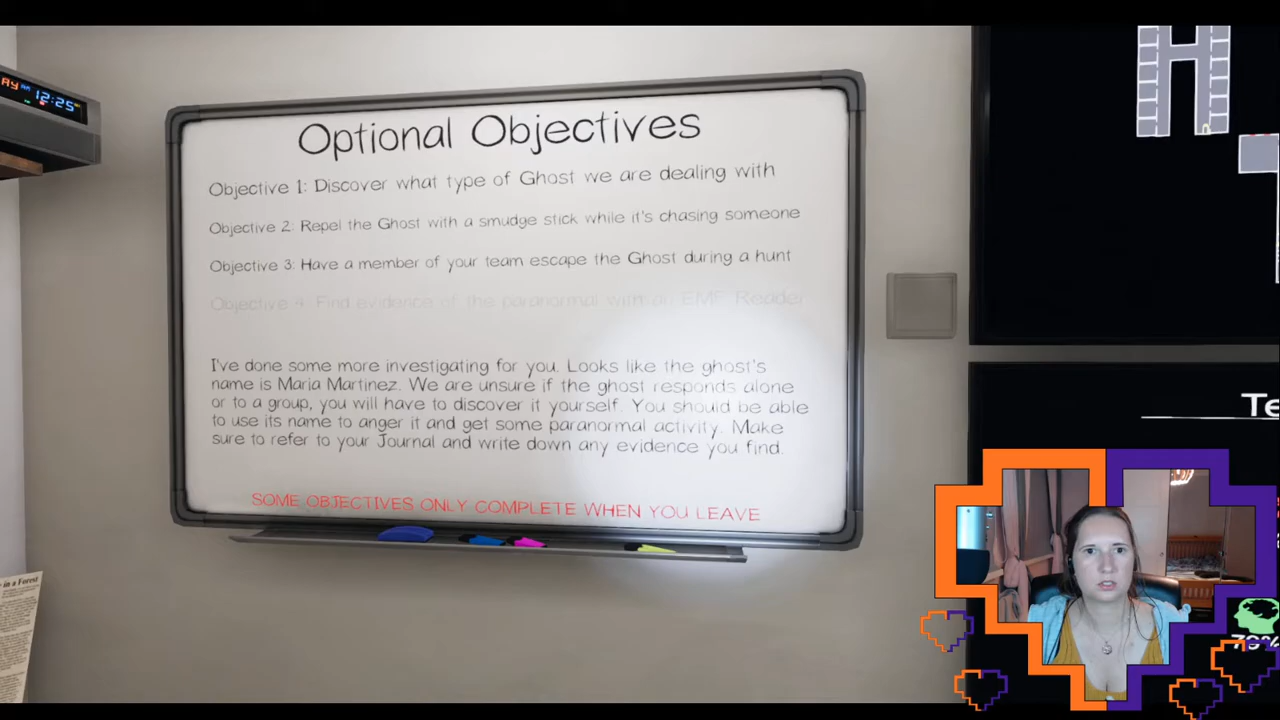 AY AM 12:25
Optional Objectives
Objective 1: Discover what type of Ghost we are dealing with
Objective 2: Repel the Ghost with a smudge stick while it's chasing someone
Objective 3: Have a member of your team escape the Ghost during a hunt
Objective 4: Find evidence of the paranormal with an EMF Reader
I've done some more investigating for you. Looks like the ghost's
name is Maria Martinez. We are unsure if the ghost responds alone
or to a group, you will have to discover it yourself. You should be able
to use its name to anger it and get some paranormal activity. Make
sure to refer to your Journal and write down any evidence you find.
SOME OBJECTIVES ONLY COMPLETE WHEN YOU LEAVE
Te
in a Forest